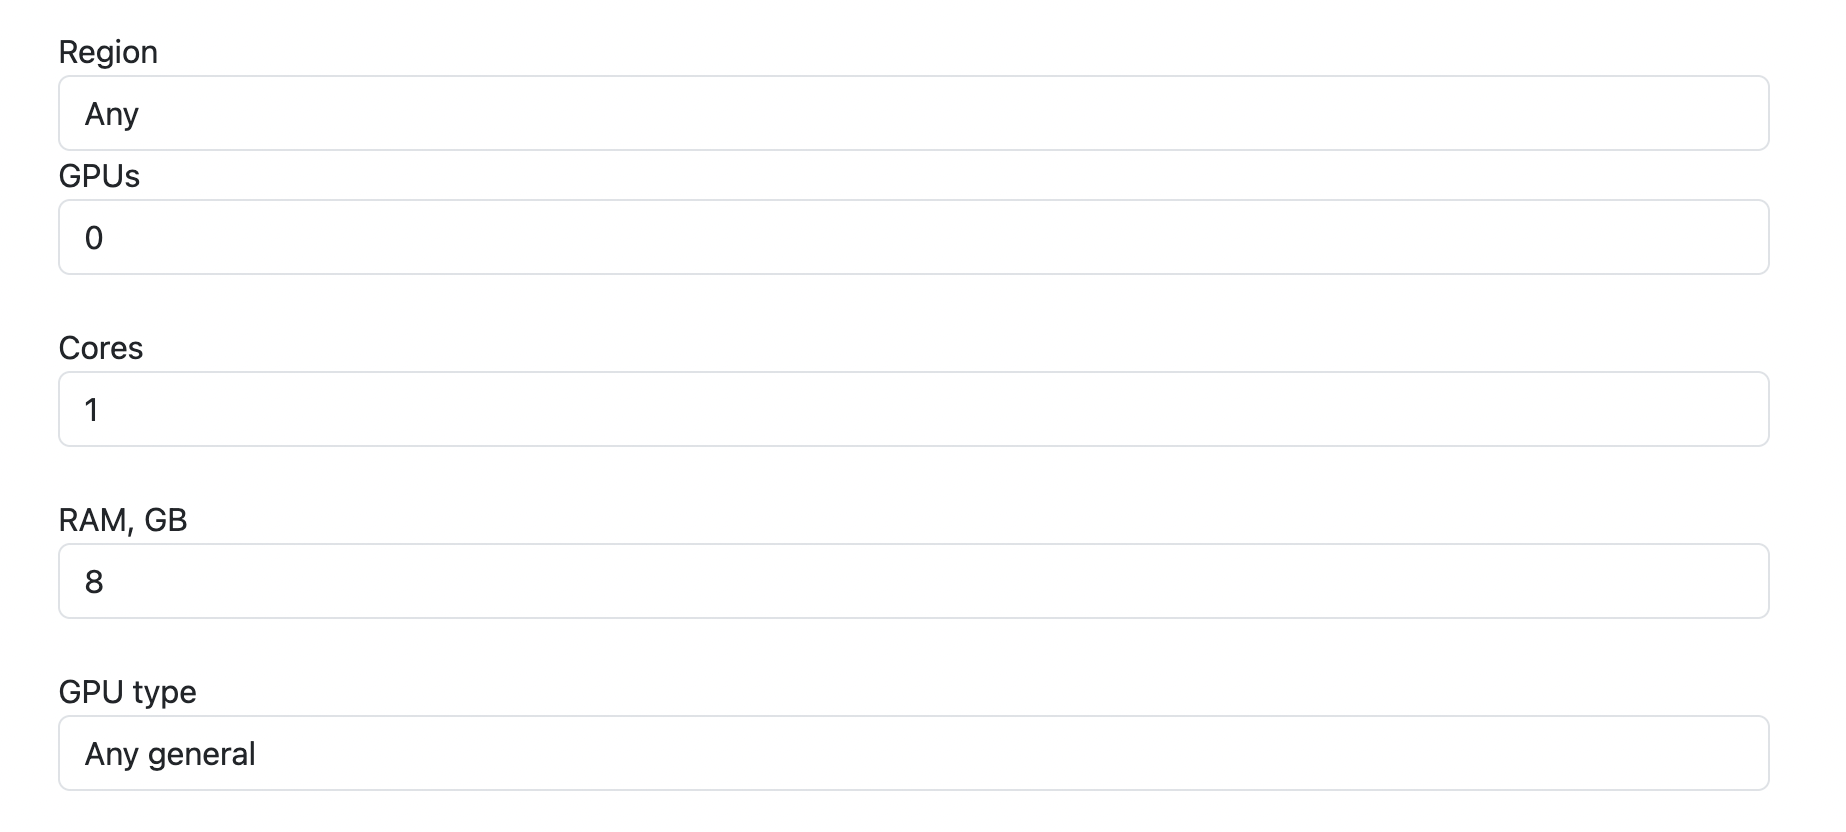 Region
Any
GPUs
0
Cores
1
RAM, GB
8
GPU type
Any general